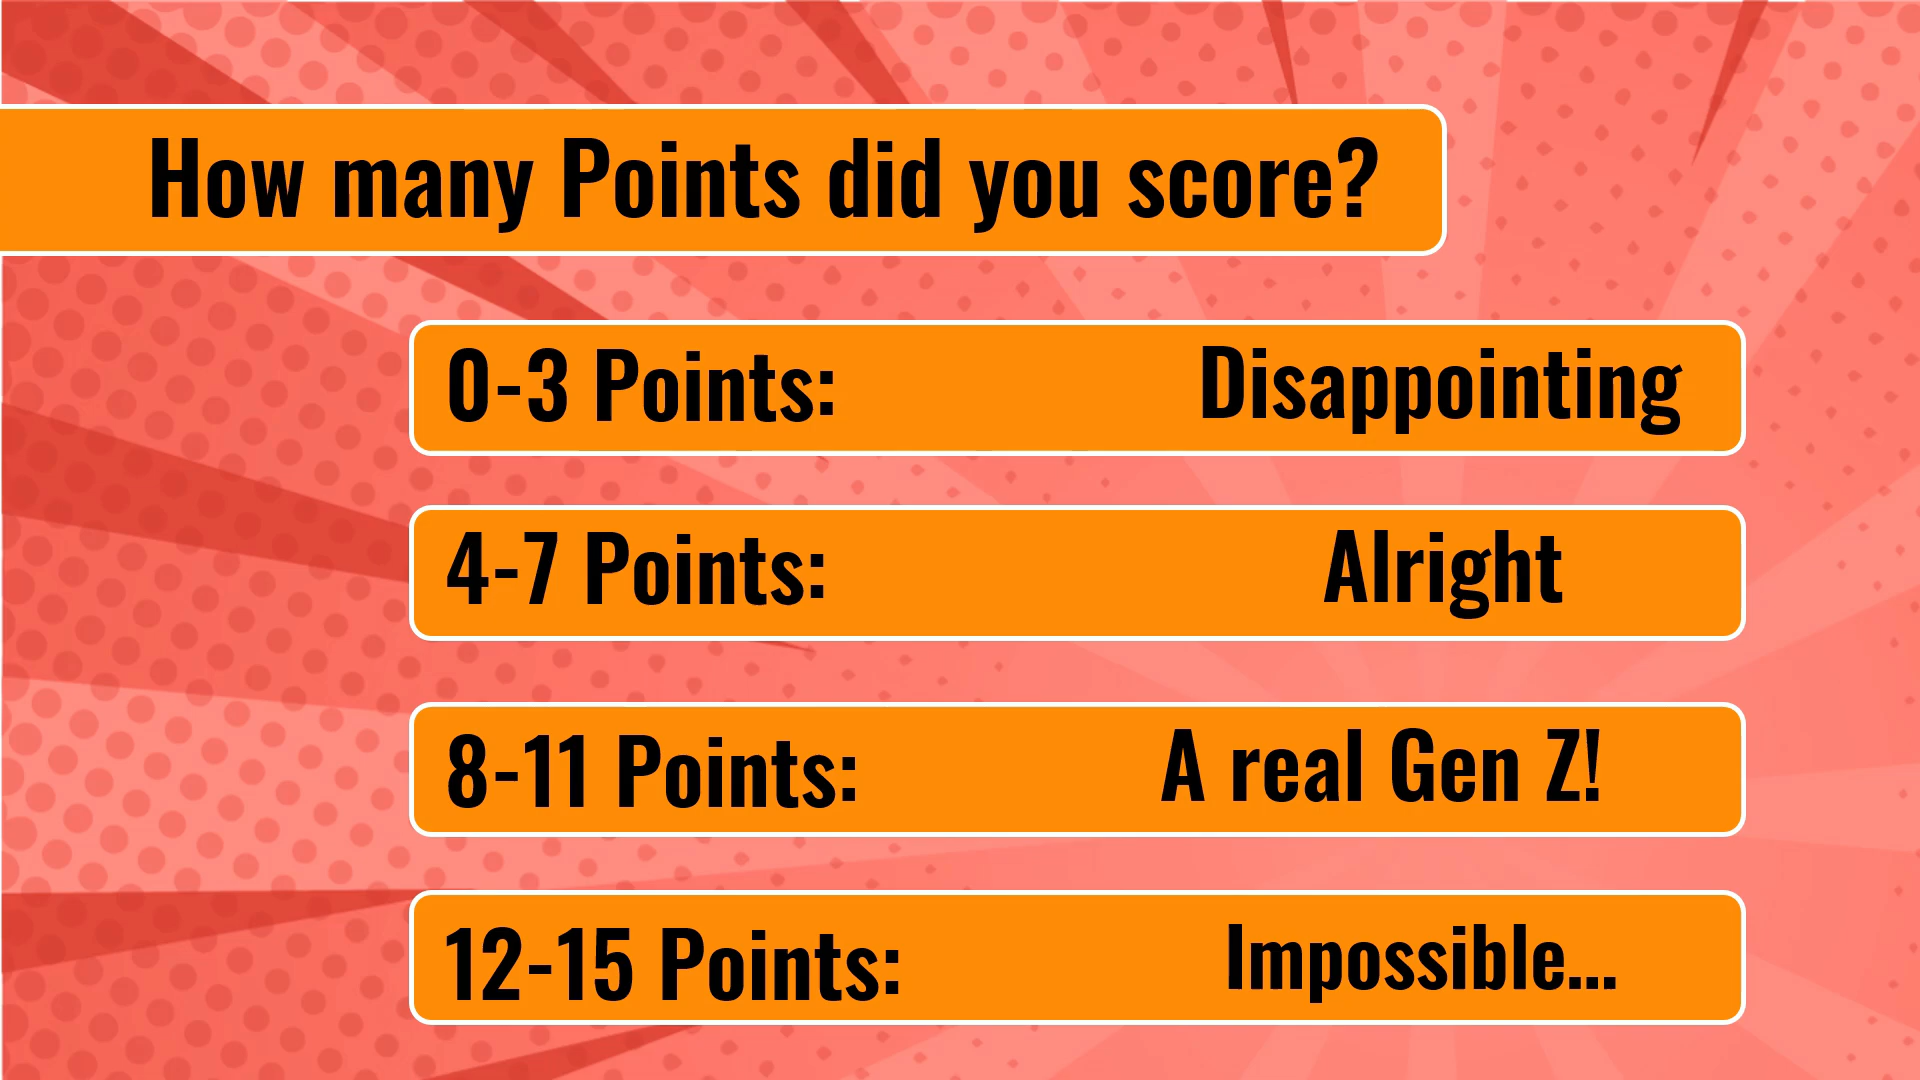 How many Points did you score?
0-3 Points: Disappointing
4-7 Points: Alright
8-11 Points: A real Gen Z!
12-15 Points: Impossible...